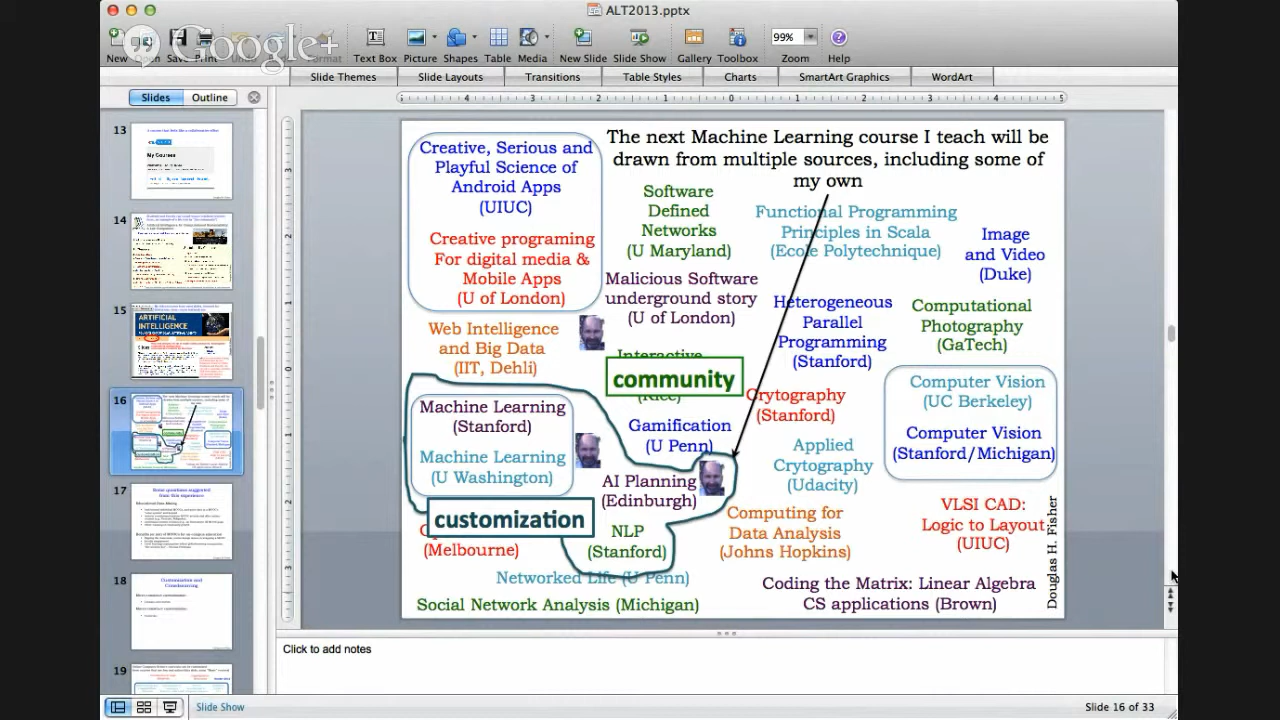 ALT2013.pptx
Google+
New
Save
Print
Format
Text Box
Picture
Shapes
Table
Media
New Slide
Slide Show
Gallery
Toolbox
99%
Zoom
Help
Slide Themes
Slide Layouts
Transitions
Table Styles
Charts
SmartArt Graphics
WordArt
Slides
Outline
13
My Courses
14
15
ARTIFICIAL
INTELLIGENCE
16
17
18
19
The next Machine Learning course I teach will be
drawn from multiple sources, including some of
my own
Creative, Serious and
Playful Science of
Android Apps
(UIUC)
Creative programing
For digital media &
Mobile Apps
(U of London)
Software
Defined
Networks
(U Maryland)
Malicious Software
underground story
(U of London)
Functional Programing
Principles in Scala
(Ecole Polytechnique)
Image
and Video
(Duke)
Heterogeneous
Parallel
Programming
(Stanford)
Computational
Photography
(GaTech)
Web Intelligence
and Big Data
(IIT, Dehli)
community
Crytography
(Stanford)
Computer Vision
(UC Berkeley)
Computer Vision
(Stanford/Michigan)
Machine Learning
(Stanford)
Machine Learning
(U Washington)
Gamification
(U Penn)
AI Planning
(Edinburgh)
Applied
Crytography
(Udacity)
customization
(Melbourne)
NLP
(Stanford)
Computing for
Data Analysis
(Johns Hopkins)
VLSI CAD:
Logic to Layout
(UIUC)
Networked Life (U Penn)
Social Network Analysis (Michigan)
Coding the Matrix: Linear Algebra
CS applications (Brown)
Douglas H. Fisher
Click to add notes
Slide Show
Slide 16 of 33